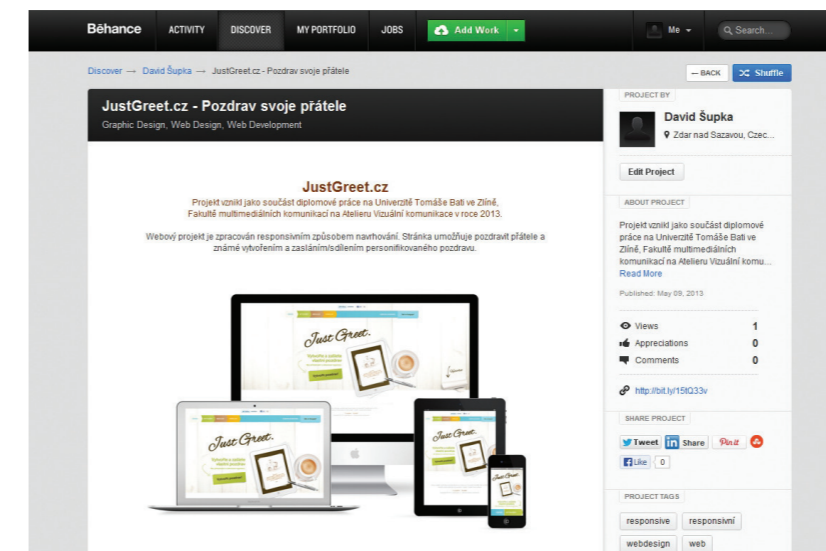 Bēhance ACTIVITY DISCOVER MY PORTFOLIO JOBS Add Work Me Search...
Discover → David Šupka → JustGreet.cz - Pozdrav svoje přátele
← BACK Shuffle
JustGreet.cz - Pozdrav svoje přátele
Graphic Design, Web Design, Web Development
JustGreet.cz
Projekt vznikl jako součást diplomové práce na Univerzitě Tomáše Bati ve Zlíně,
Fakultě multimediálních komunikací na Atelieru Vizuální komunikace v roce 2013.
Webový projekt je zpracován responsivním způsobem navrhování. Stránka umožňuje pozdravit přátele a
známé vytvořením a zasláním/sdílením personifikovaného pozdravu.
Just Greet.
Just Greet.
Just Greet.
PROJECT BY
David Šupka
Zdar nad Sazavou, Czec...
Edit Project
ABOUT PROJECT
Projekt vznikl jako součást diplomové
práce na Univerzitě Tomáše Bati ve
Zlíně, Fakultě multimediálních
komunikací na Atelieru Vizuální komu...
Read More
Published: May 09, 2013
Views 1
Appreciations 0
Comments 0
http://bit.ly/15tQ33v
SHARE PROJECT
Tweet in Share Pin it
Like 0
PROJECT TAGS
responsive responsivní
webdesign web